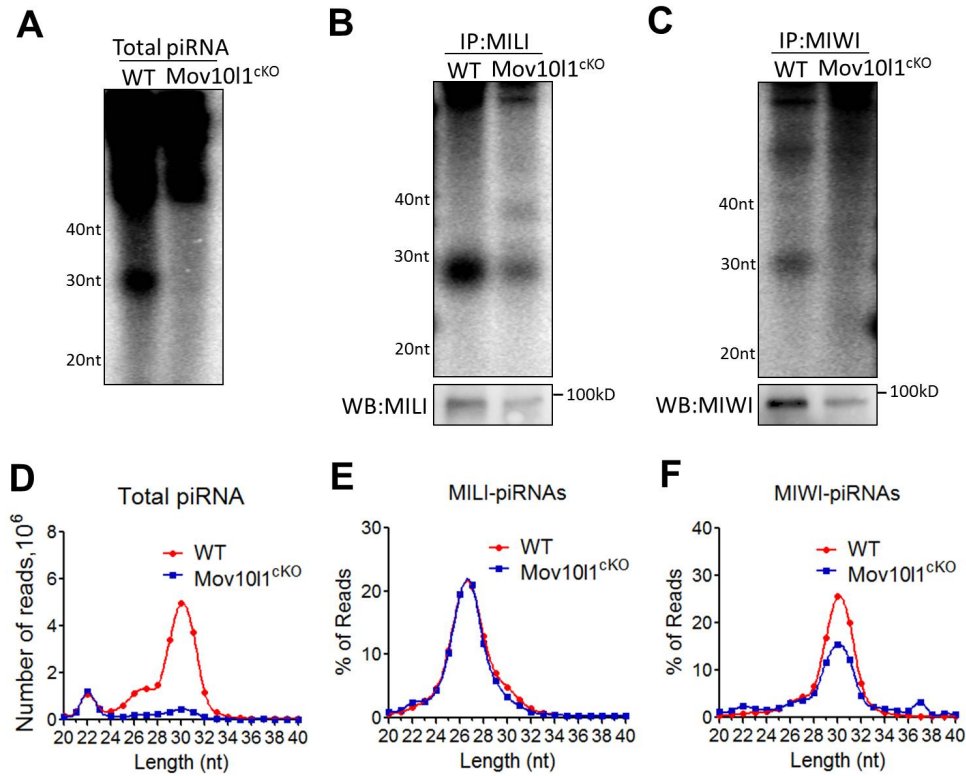 A
Total piRNA
WT Mov10l1cKO
40nt
30nt
20nt
B
IP:MILI
WT Mov10l1cKO
40nt
30nt
20nt
WB:MILI
100kD
C
IP:MIWI
WT Mov10l1cKO
40nt
30nt
20nt
WB:MIWI
100kD
D
Total piRNA
Number of reads,10^6
8
6
4
2
0
WT
Mov10l1cKO
20 22 24 26 28 30 32 34 36 38 40
Length (nt)
E
MILI-piRNAs
% of Reads
30
20
10
0
WT
Mov10l1cKO
20 22 24 26 28 30 32 34 36 38 40
Length (nt)
F
MIWI-piRNAs
% of Reads
40
30
20
10
0
WT
Mov10l1cKO
20 22 24 26 28 30 32 34 36 38 40
Length (nt)